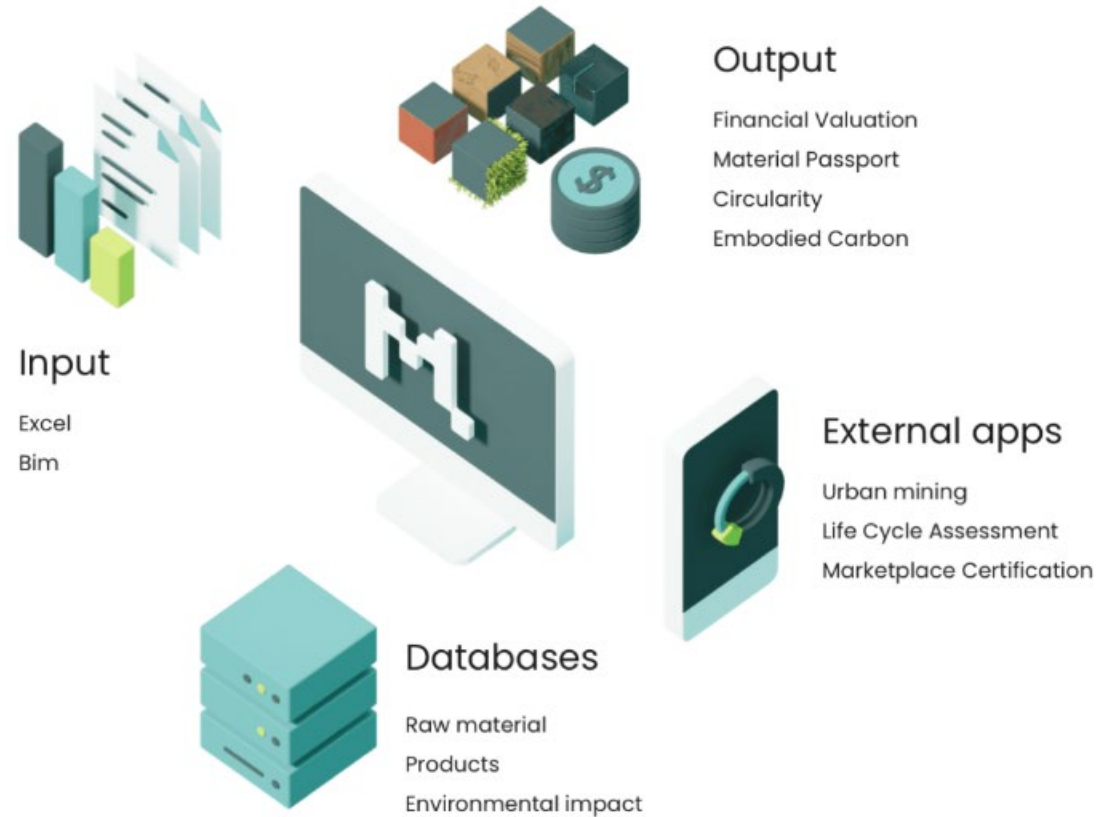 Output
Financial Valuation
Material Passport
Circularity
Embodied Carbon
Input
Excel
Bim
External apps
Urban mining
Life Cycle Assessment
Marketplace Certification
Databases
Raw material
Products
Environmental impact
M
$